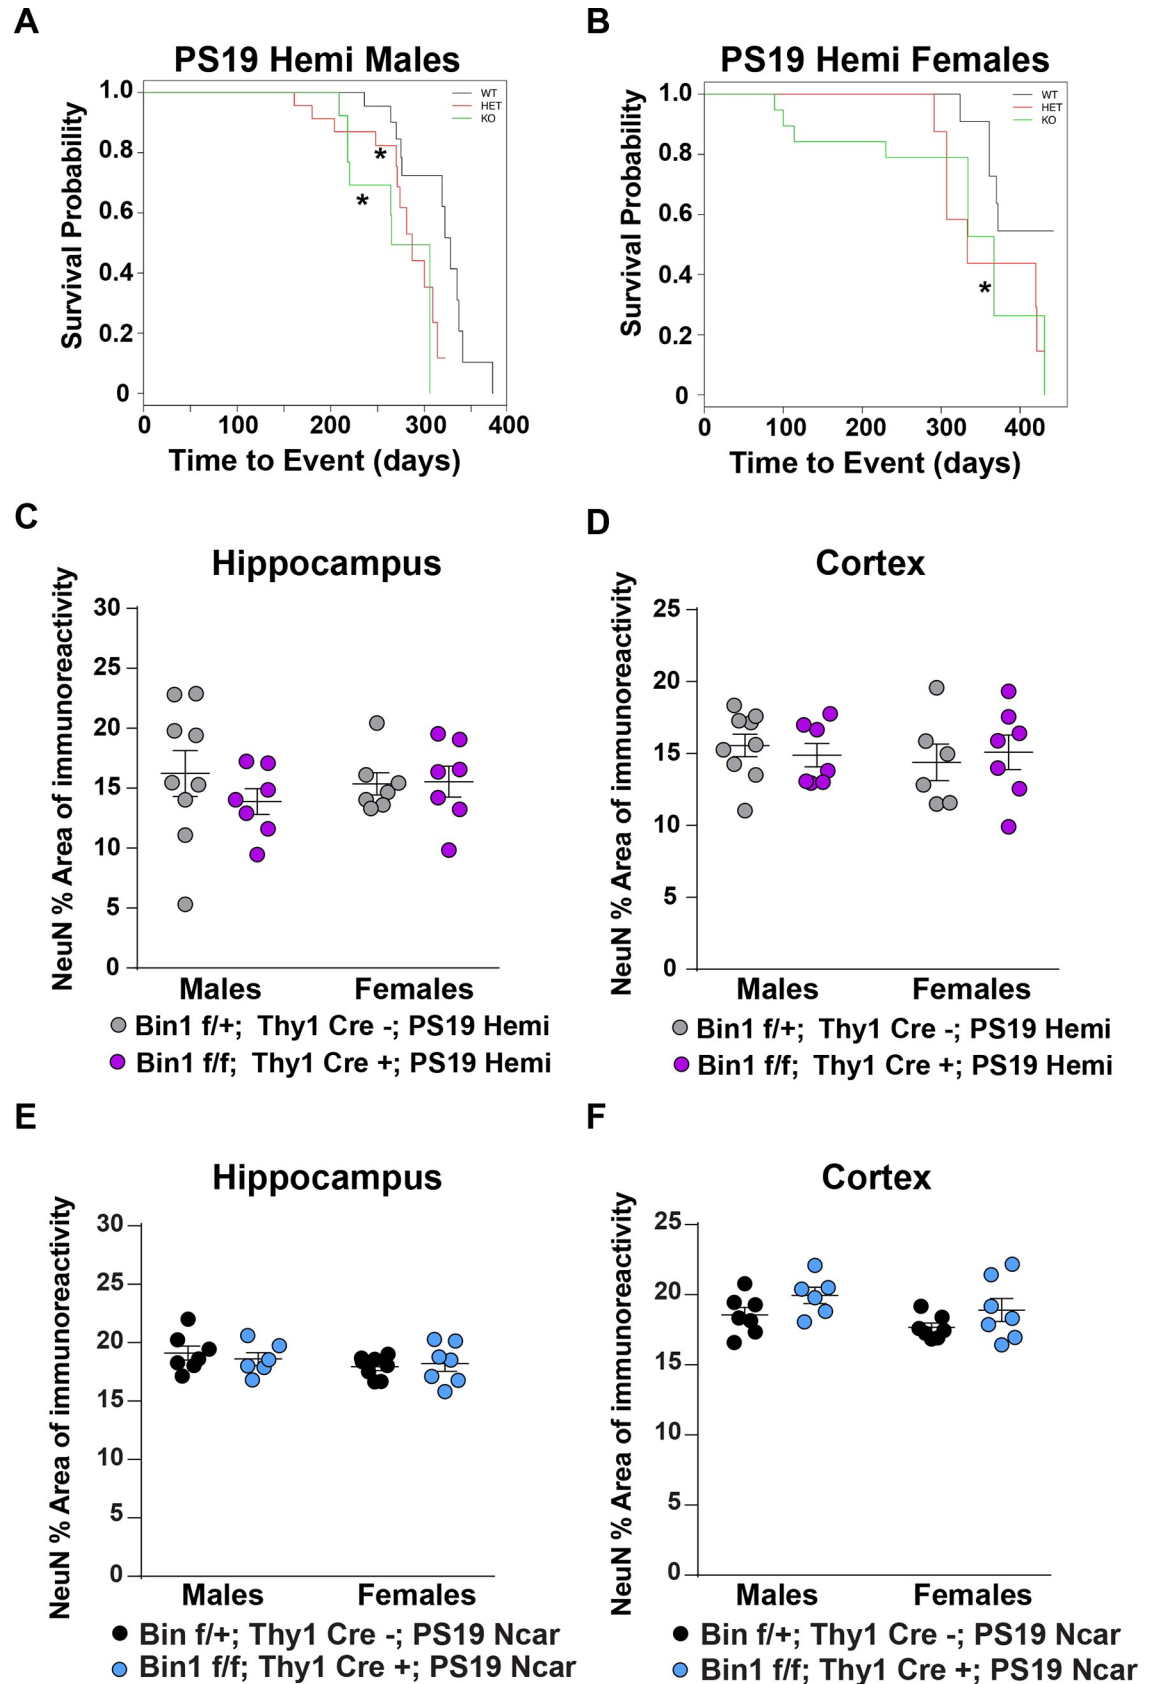 A
PS19 Hemi Males
Survival Probability
1.0
0.8
0.6
0.4
0.2
0
WT
HET
KO
*
*
0 100 200 300 400
Time to Event (days)
B
PS19 Hemi Females
Survival Probability
1.0
0.8
0.6
0.4
0.2
0
WT
HET
KO
*
0 100 200 300 400
Time to Event (days)
C
Hippocampus
NeuN % Area of immunoreactivity
30
25
20
15
10
5
0
Males Females
Bin1 f/+; Thy1 Cre -; PS19 Hemi
Bin1 f/f; Thy1 Cre +; PS19 Hemi
D
Cortex
NeuN % Area of immunoreactivity
25
20
15
10
5
0
Males Females
Bin1 f/+; Thy1 Cre -; PS19 Hemi
Bin1 f/f; Thy1 Cre +; PS19 Hemi
E
Hippocampus
NeuN % Area of immunoreactivity
30
25
20
15
10
5
0
Males Females
Bin f/+; Thy1 Cre -; PS19 Ncar
Bin1 f/f; Thy1 Cre +; PS19 Ncar
F
Cortex
NeuN % Area of immunoreactivity
25
20
15
10
5
0
Males Females
Bin f/+; Thy1 Cre -; PS19 Ncar
Bin1 f/f; Thy1 Cre +; PS19 Ncar